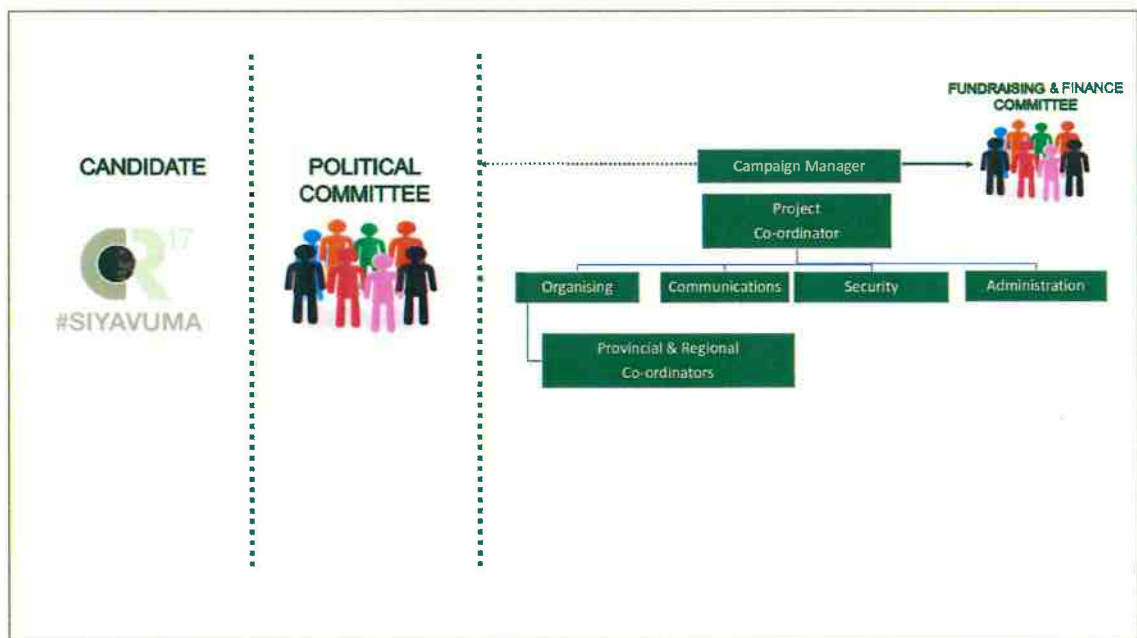 CANDIDATE
CR17
#SIYAVUMA
POLITICAL
COMMITTEE
FUNDRAISING & FINANCE
COMMITTEE
Campaign Manager
Project
Co-ordinator
Organising
Communications
Security
Administration
Provincial & Regional
Co-ordinators